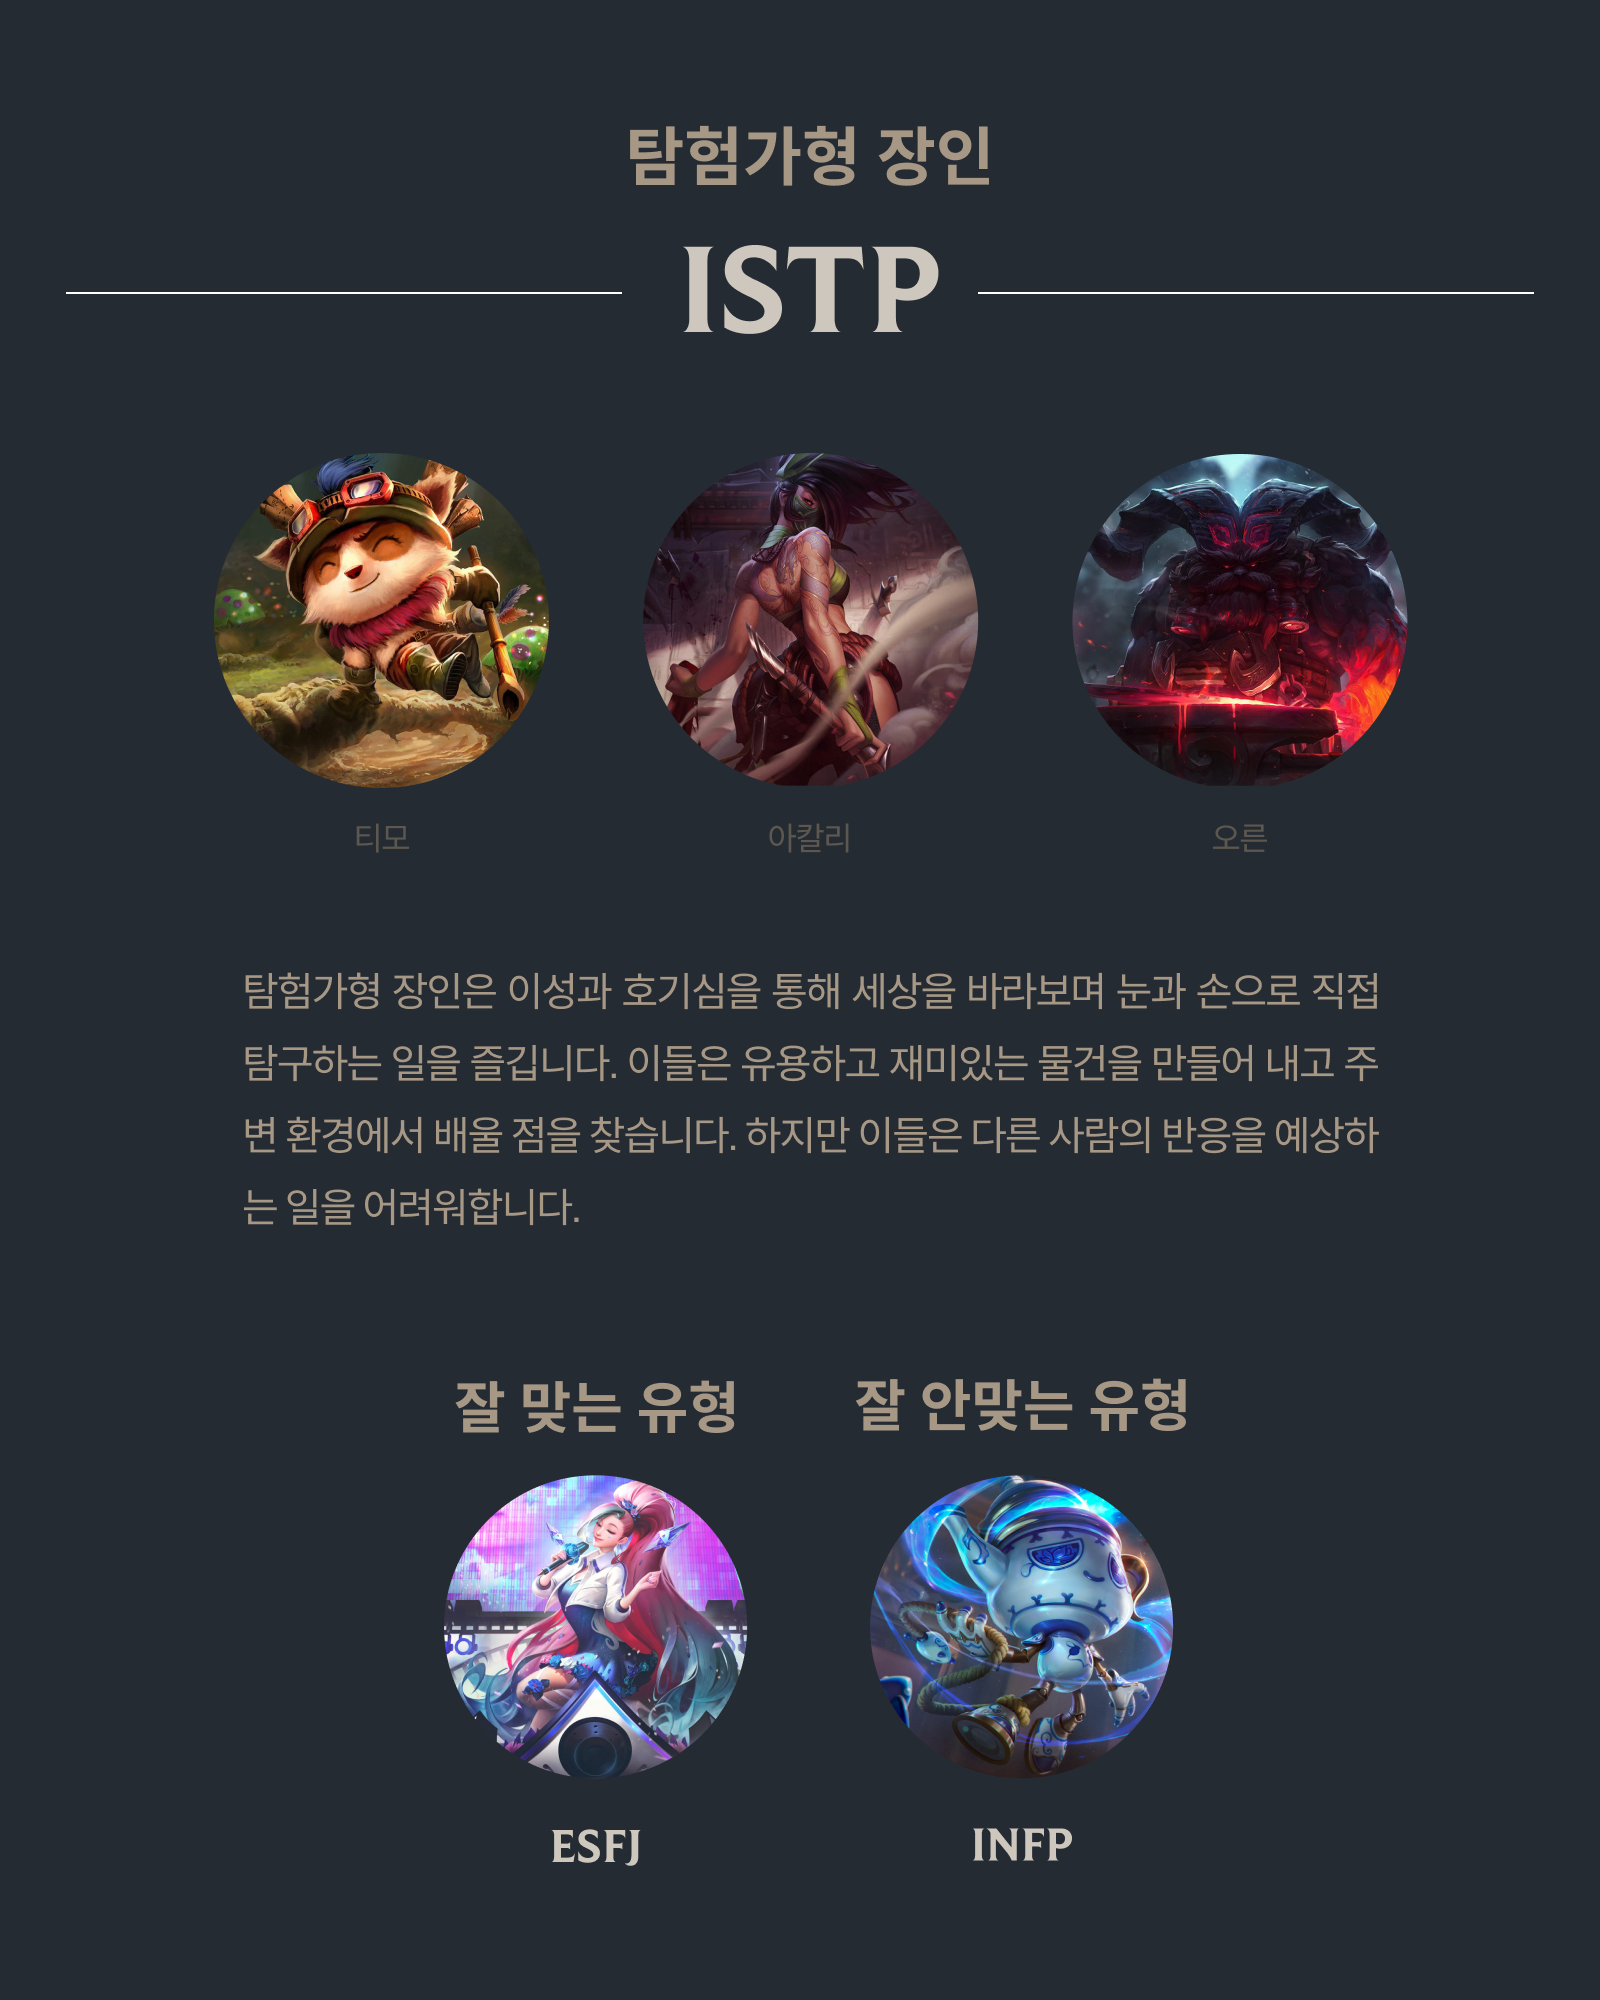 탐험가형 장인
ISTP
티모
아칼리
오른
탐험가형 장인은 이성과 호기심을 통해 세상을 바라보며 눈과 손으로 직접
탐구하는 일을 즐깁니다. 이들은 유용하고 재미있는 물건을 만들어 내고 주
변 환경에서 배울 점을 찾습니다. 하지만 이들은 다른 사람의 반응을 예상하
는 일을 어려워합니다.
잘 맞는 유형
잘 안맞는 유형
ESFJ
INFP